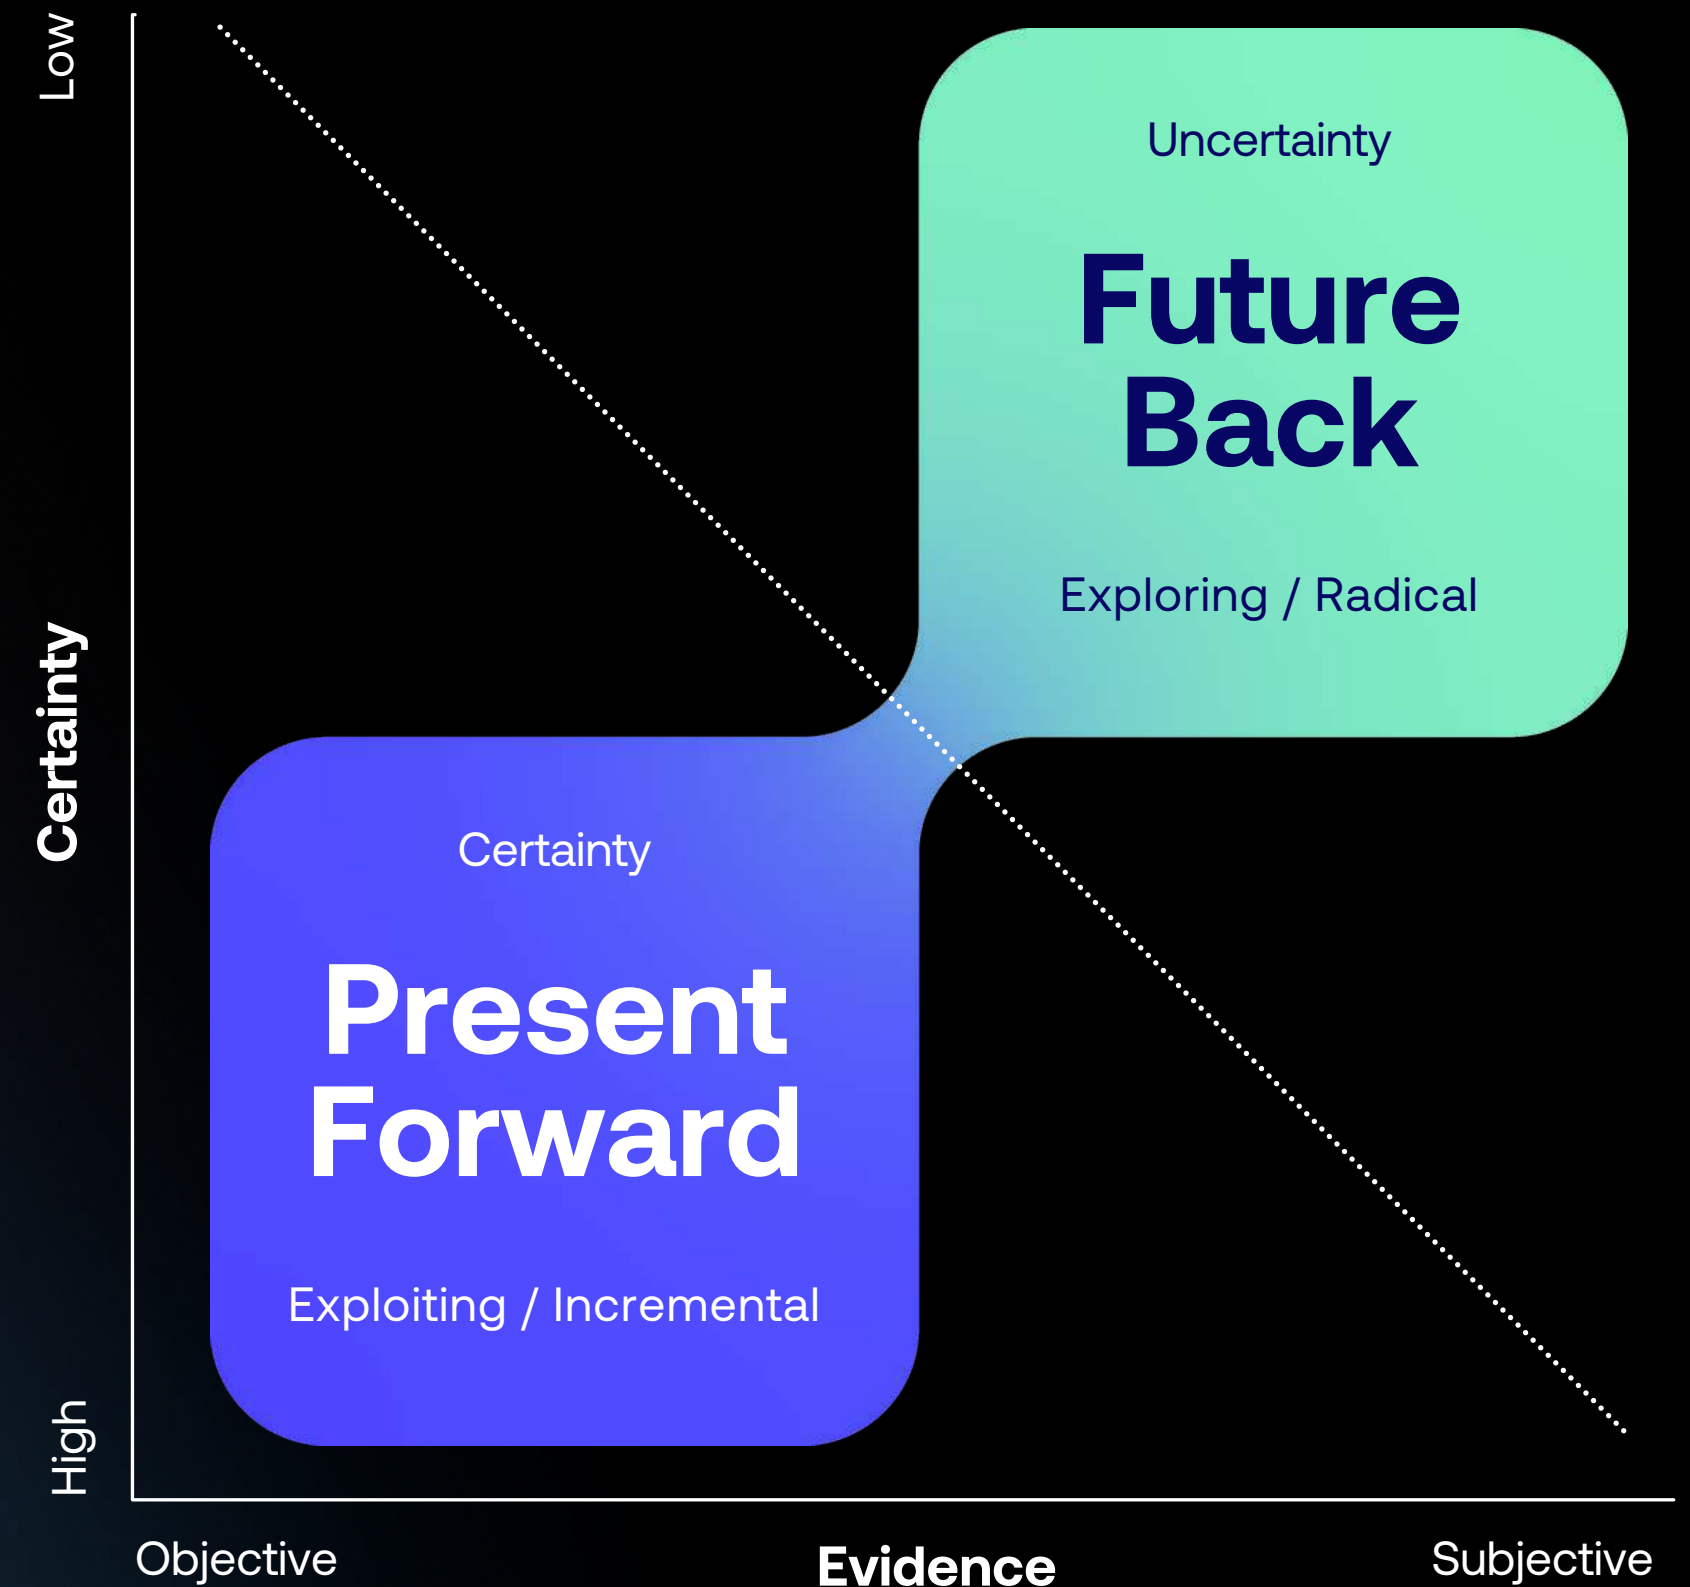 Low
Certainty
High
Uncertainty
Future
Back
Exploring / Radical
Certainty
Present
Forward
Exploiting / Incremental
Objective
Evidence
Subjective